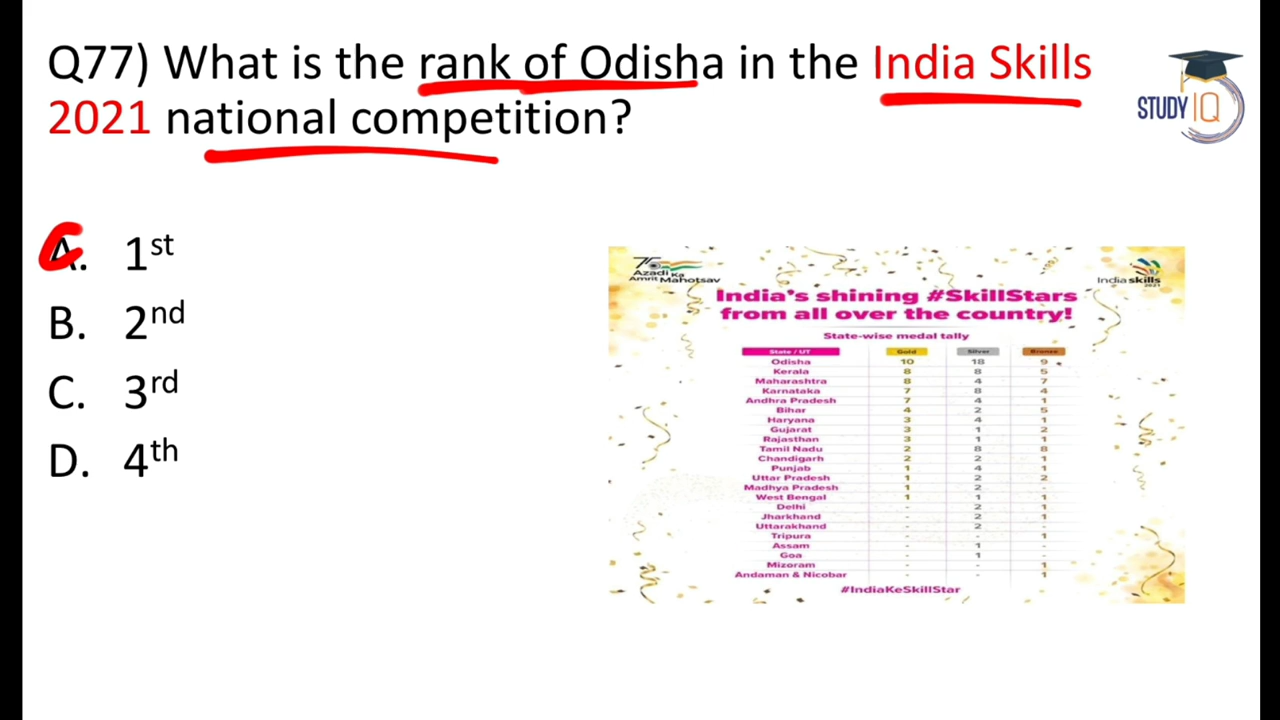 Q77) What is the rank of Odisha in the India Skills
2021 national competition?
STUDY IQ
A. 1st
B. 2nd
C. 3rd
D. 4th
75
Azadi Ka
Amrit Mahotsav
India skills
2021
India's shining #SkillStars
from all over the country!
State-wise medal tally
State / UT Gold Silver Bronze
Odisha 10 18 9
Kerala 8 8 5
Maharashtra 8 4 7
Karnataka 7 8 4
Andhra Pradesh 7 4 1
Bihar 4 2 5
Haryana 3 4 1
Gujarat 3 1 2
Rajasthan 3 1 1
Tamil Nadu 2 8 8
Chandigarh 2 2 1
Punjab 1 4 1
Uttar Pradesh 1 2 2
Madhya Pradesh 1 2 -
West Bengal 1 1 1
Delhi - 2 1
Jharkhand - 2 1
Uttarakhand - 2 -
Tripura - - 1
Assam - 1 -
Goa - 1 -
Mizoram - - 1
Andaman & Nicobar - - 1
#IndiaKeSkillStar